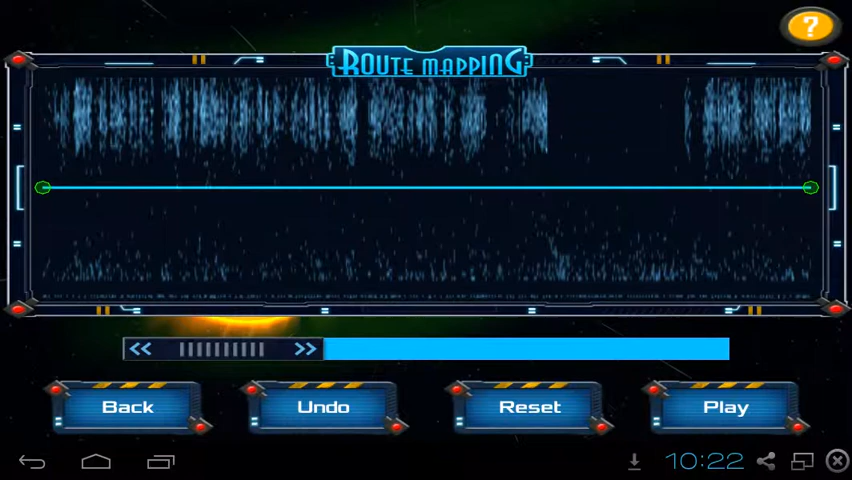 ?
ROUTE MAPPING
Back
Undo
Reset
Play
10:22